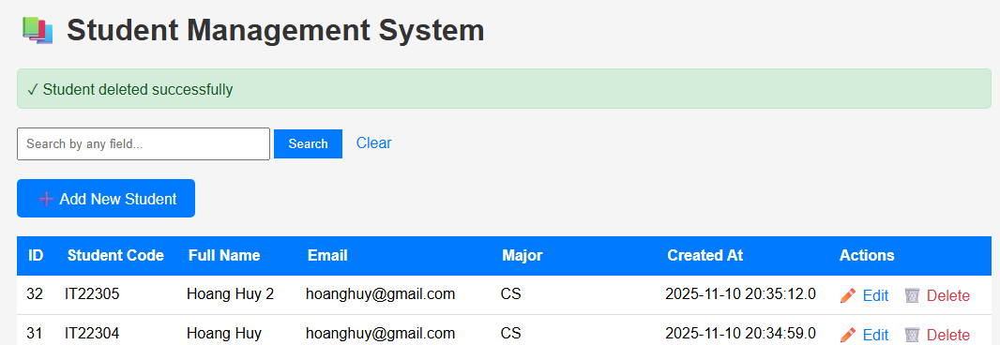 Student Management System
✓ Student deleted successfully
Search by any field... Search Clear
Add New Student
ID Student Code Full Name Email Major Created At Actions
32 IT22305 Hoang Huy 2 hoanghuy@gmail.com CS 2025-11-10 20:35:12.0 Edit Delete
31 IT22304 Hoang Huy hoanghuy@gmail.com CS 2025-11-10 20:34:59.0 Edit Delete